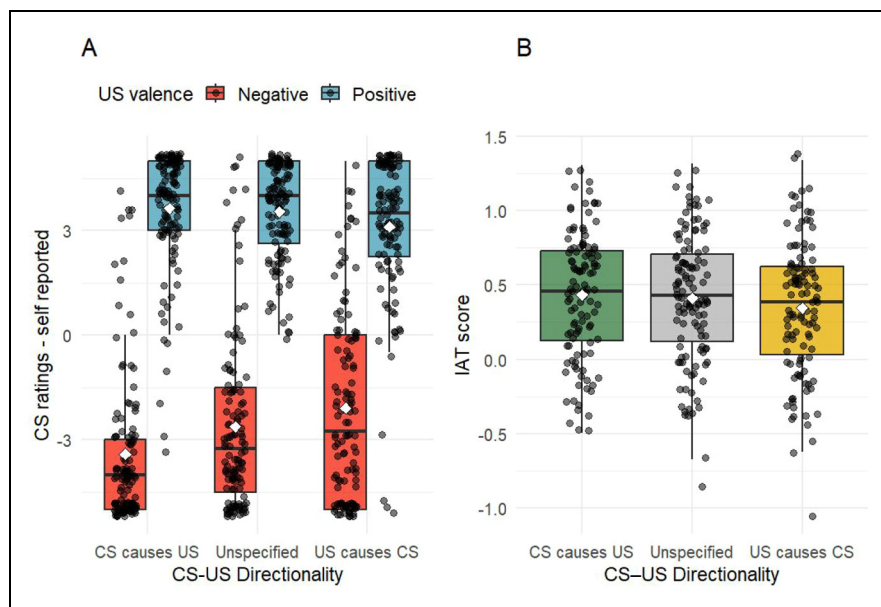 A
B
US valence Negative Positive
CS ratings - self reported
3
0
-3
CS causes US Unspecified US causes CS
CS-US Directionality
IAT score
1.5
1.0
0.5
0.0
-0.5
-1.0
CS causes US Unspecified US causes CS
CS–US Directionality